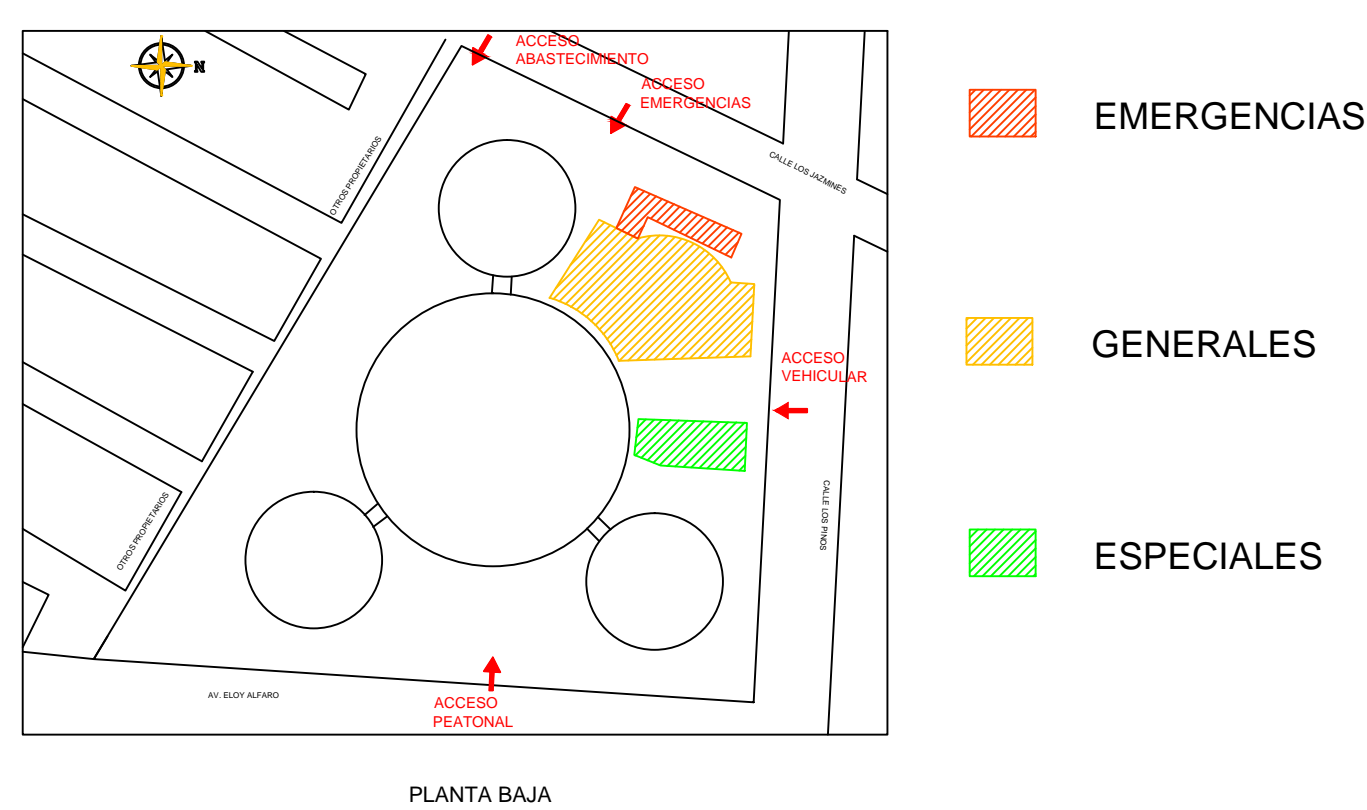 ACCESO
ABASTECIMIENTO
ACCESO
EMERGENCIAS
N
OTROS PROPIETARIOS
CALLE LOS JAZMINES
EMERGENCIAS
GENERALES
ACCESO
VEHICULAR
OTROS PROPIETARIOS
CALLE LOS PINOS
ESPECIALES
AV. ELOY ALFARO
ACCESO
PEATONAL
PLANTA BAJA